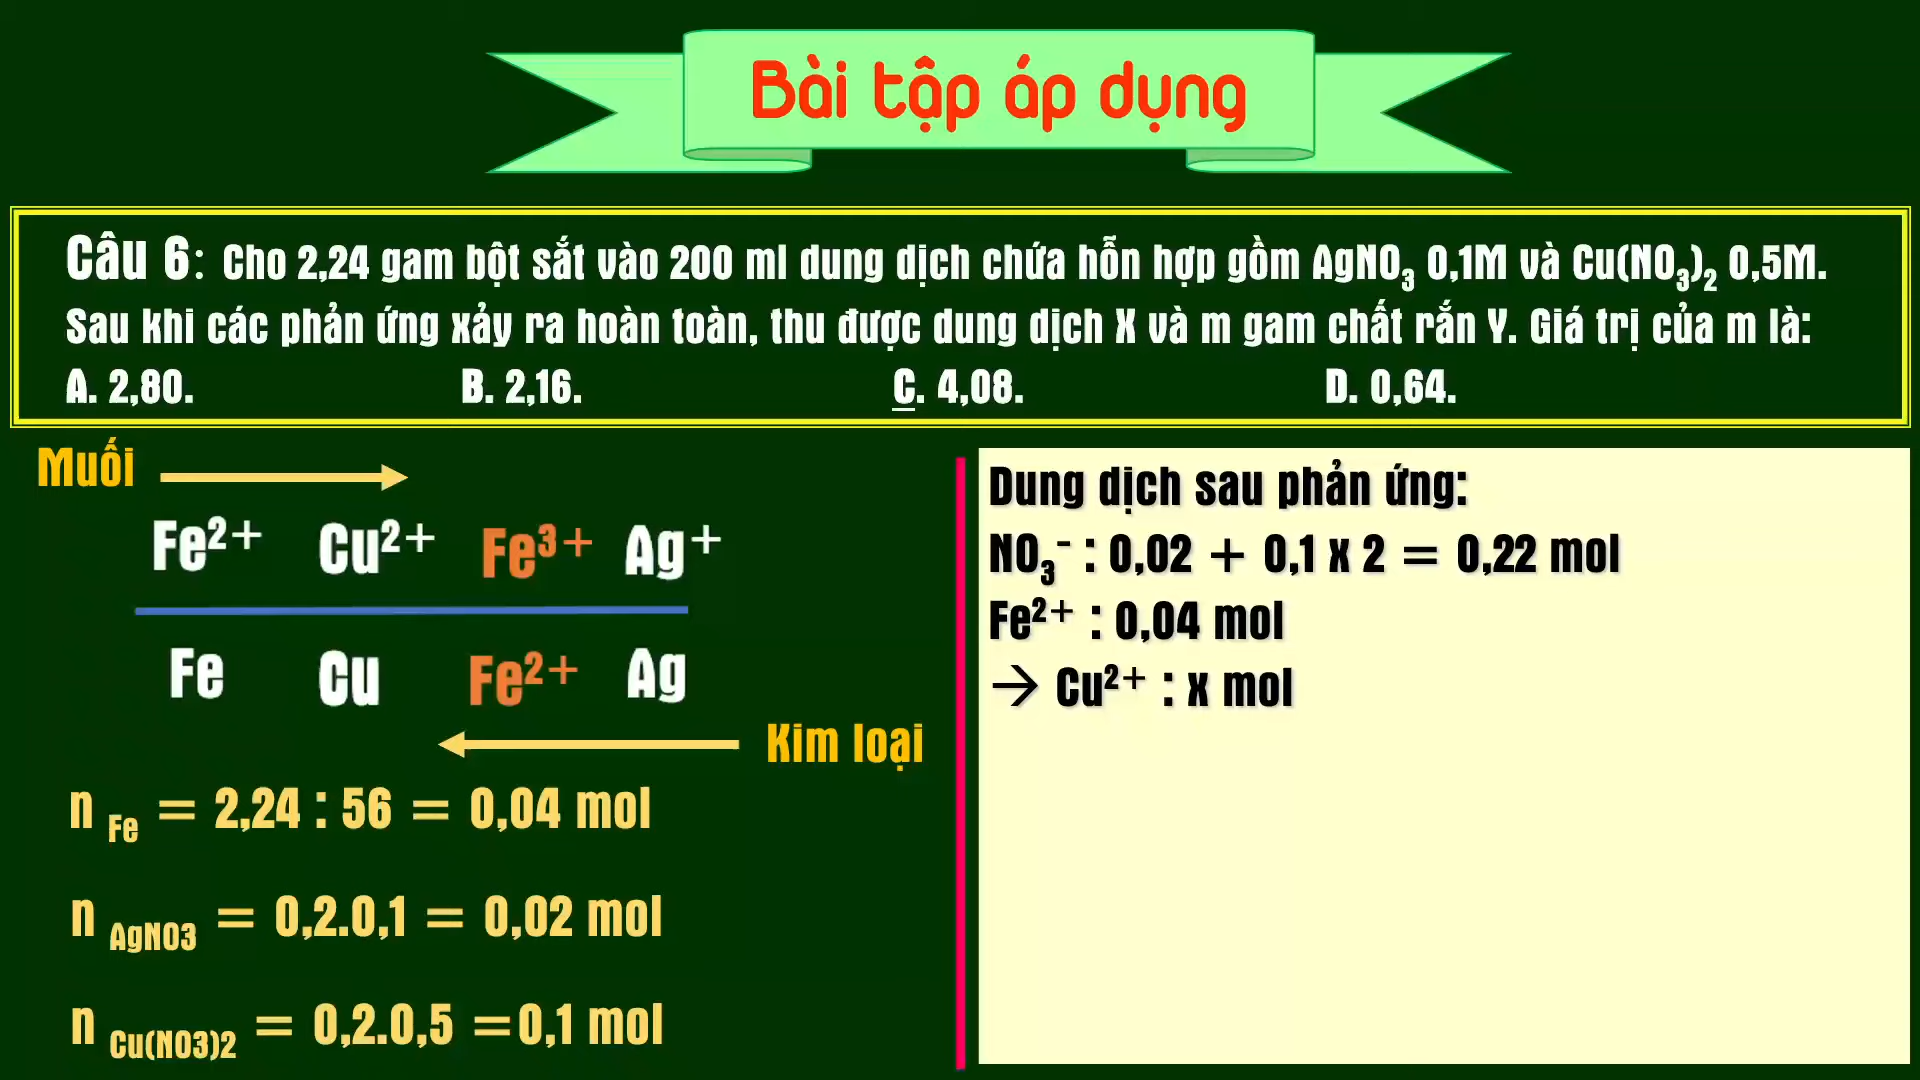 Bài tập áp dụng
Câu 6: Cho 2,24 gam bột sắt vào 200 ml dung dịch chứa hỗn hợp gồm AgNO₃ 0,1M và Cu(NO₃)₂ 0,5M.
Sau khi các phản ứng xảy ra hoàn toàn, thu được dung dịch X và m gam chất rắn Y. Giá trị của m là:
A. 2,80. B. 2,16. C. 4,08. D. 0,64.
Muối
Fe²⁺ Cu²⁺ Fe³⁺ Ag⁺
Fe Cu Fe²⁺ Ag
Kim loại
n Fe = 2,24 : 56 = 0,04 mol
n AgNO3 = 0,2.0,1 = 0,02 mol
n Cu(NO3)2 = 0,2.0,5 =0,1 mol
Dung dịch sau phản ứng:
NO₃⁻ : 0,02 + 0,1 x 2 = 0,22 mol
Fe²⁺ : 0,04 mol
→ Cu²⁺ : x mol